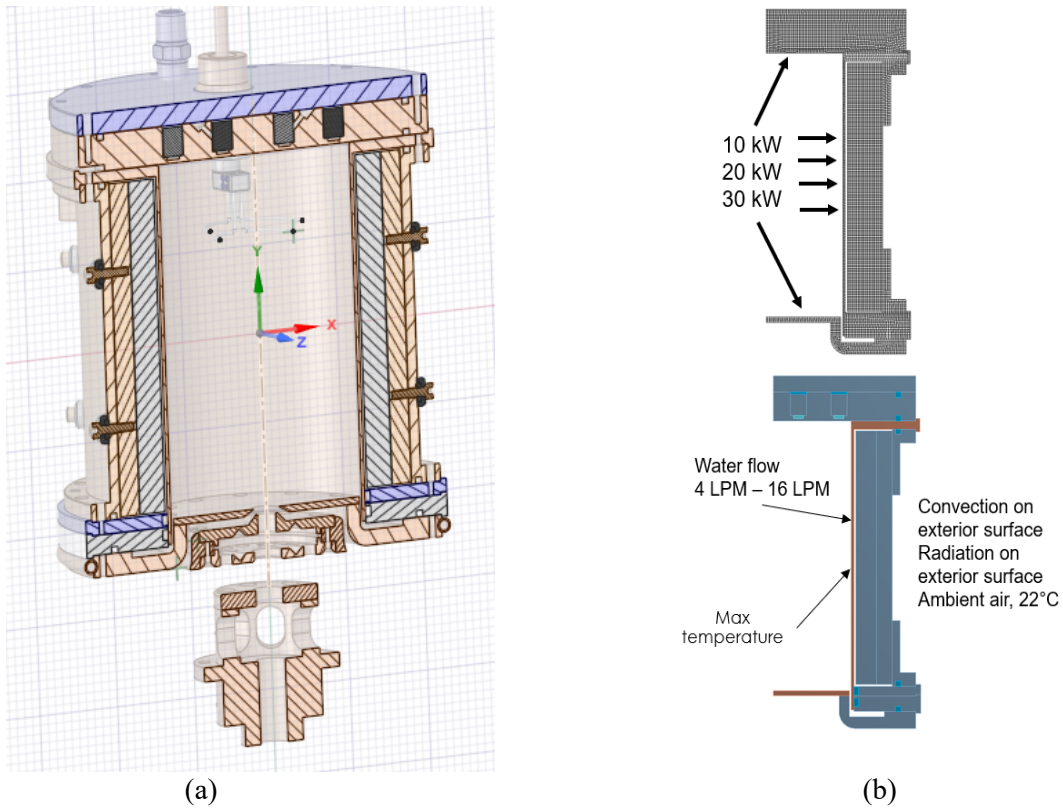 Y
X
Z
(a)
10 kW
20 kW
30 kW
Water flow
4 LPM – 16 LPM
Max
temperature
Convection on
exterior surface
Radiation on
exterior surface
Ambient air, 22°C
(b)